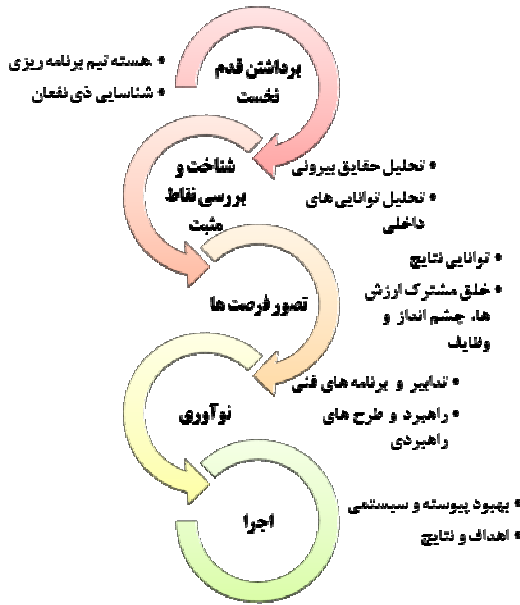 برداشتن قدم
نخست
• هسته تیم برنامه ریزی
• شناسایی ذی نفعان
شناخت و
بررسی نقاط
مثبت
• تحلیل حقایق بیرونی
• تحلیل توانایی های
داخلی
تصور فرصت ها
• توانایی نتایج
• خلق مشترک ارزش
ها، چشم انداز و
وظایف
نوآوری
• تدابیر و برنامه های فنی
• راهبرد و طرح های
راهبردی
اجرا
• بهبود پیوسته و سیستمی
• اهداف و نتایج